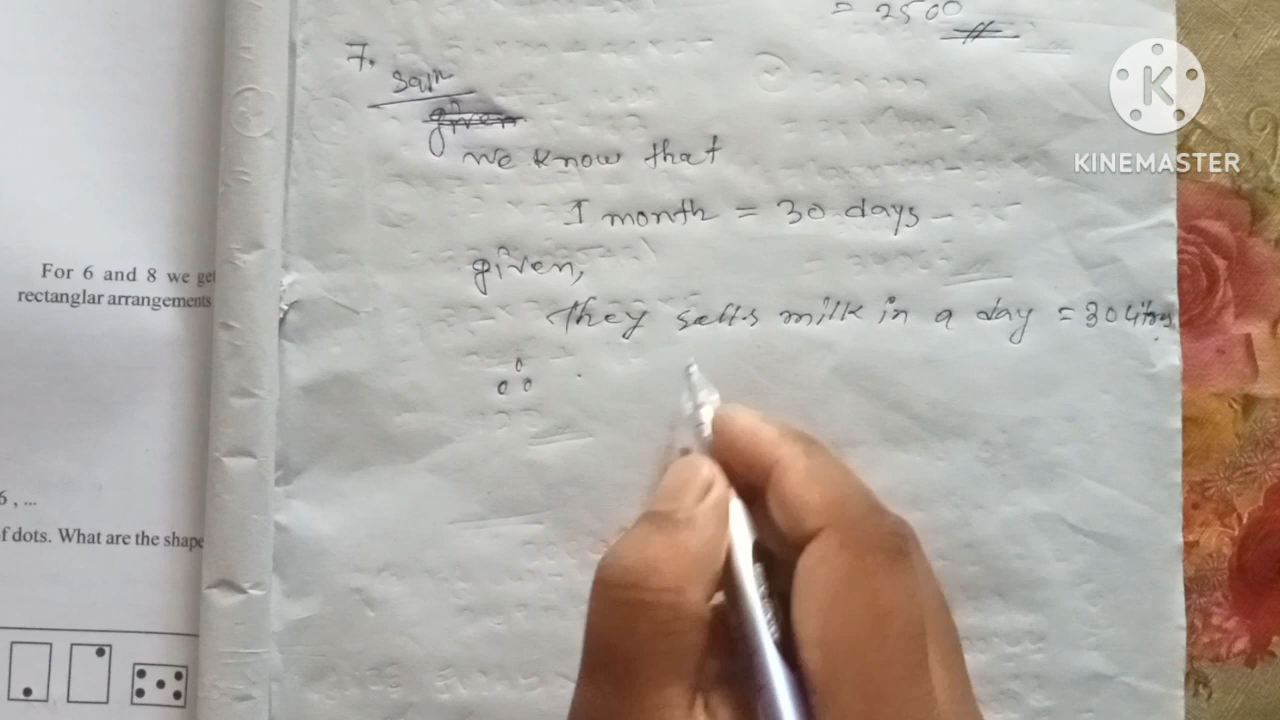 = 2500
7.
Soln
given
we know that
1 month = 30 days
given,
they sells milk in a day = 30 litres
For 6 and 8 we get
rectanglar arrangements
6 , ...
f dots. What are the shape
K
KINEMASTER